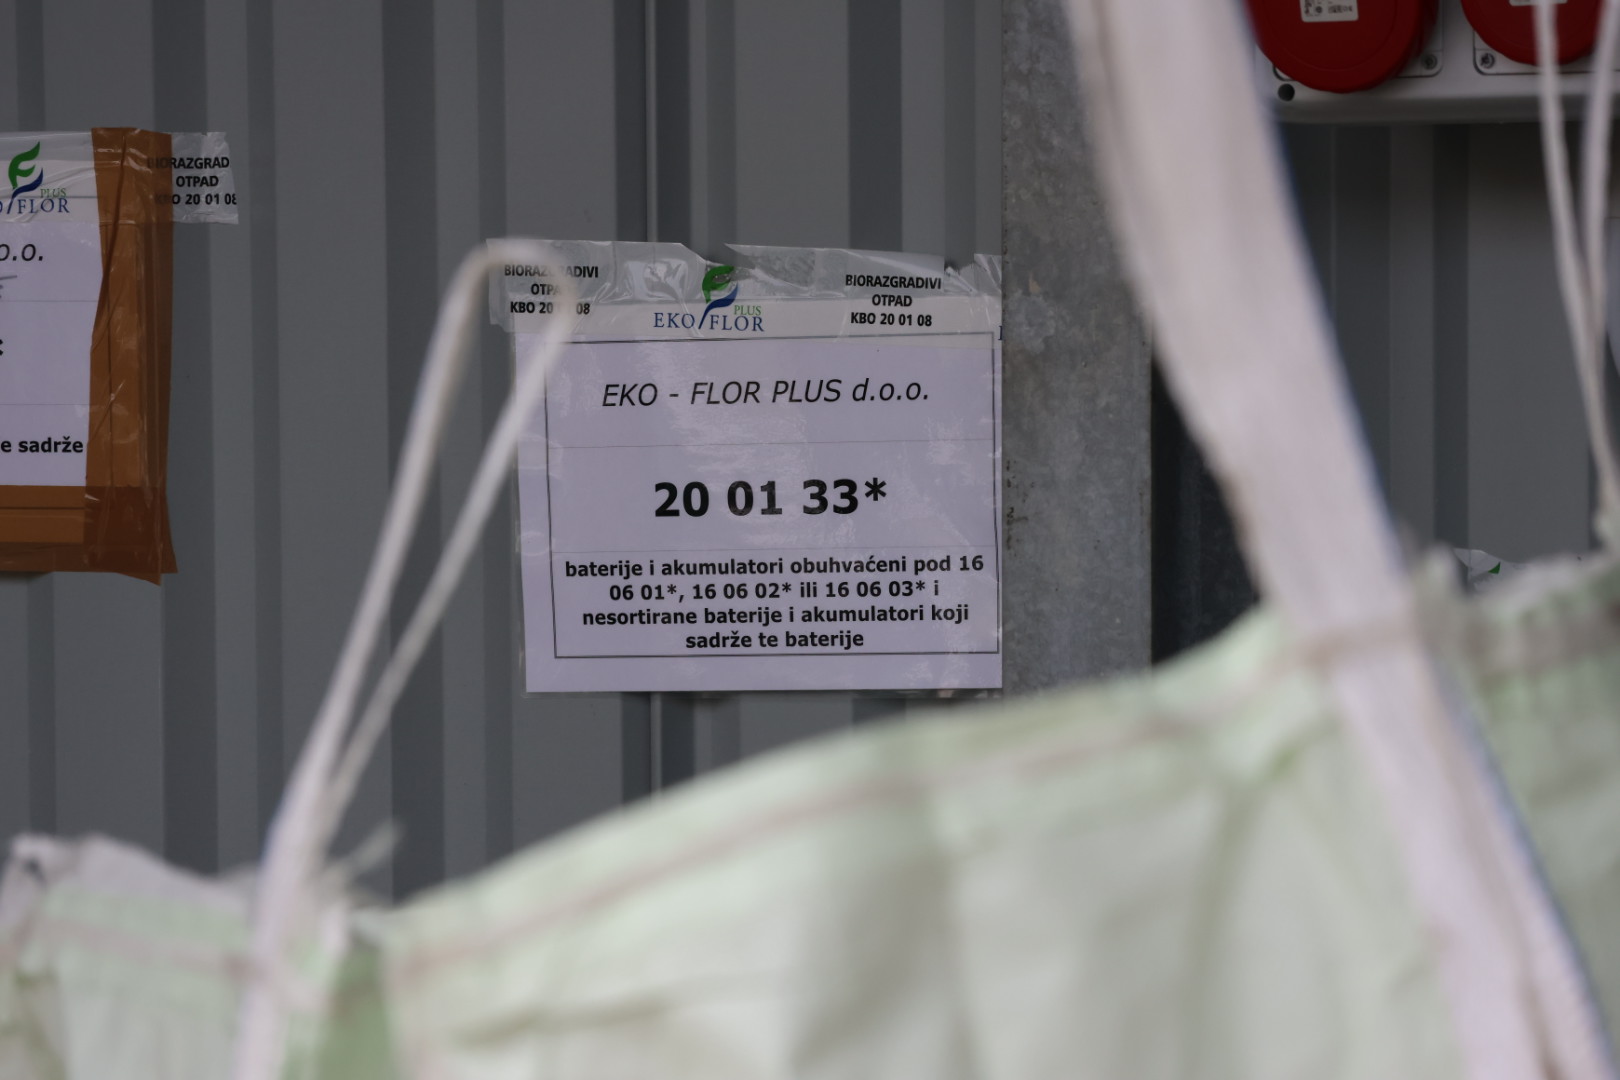 BIORAZGRAD
OTPAD
KBO 20 01 08
PLUS
FLOR
o.o.
e sadrže
BIORAZGRADIVI
OTPAD
KBO 20 01 08
PLUS
EKO FLOR
BIORAZGRADIVI
OTPAD
KBO 20 01 08
EKO - FLOR PLUS d.o.o.
20 01 33*
baterije i akumulatori obuhvaćeni pod 16
06 01*, 16 06 02* ili 16 06 03* i
nesortirane baterije i akumulatori koji
sadrže te baterije